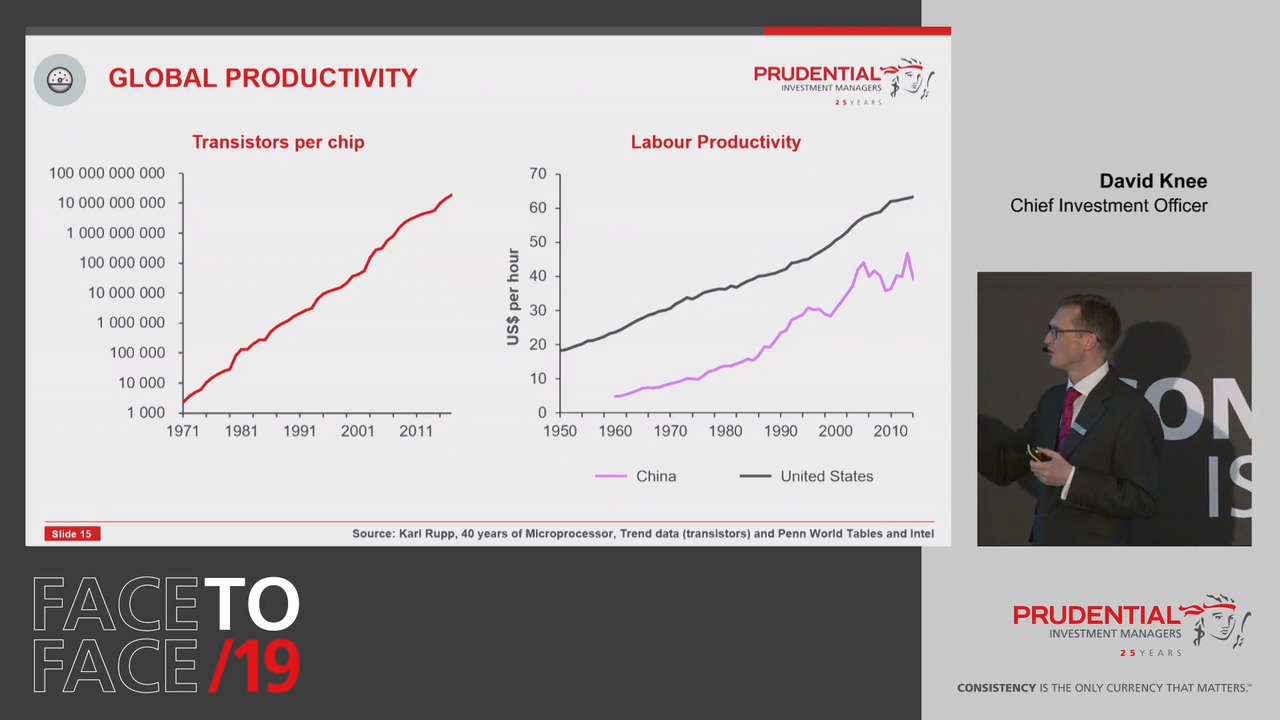 GLOBAL PRODUCTIVITY
PRUDENTIAL
INVESTMENT MANAGERS
25 YEARS
Transistors per chip
100 000 000 000
10 000 000 000
1 000 000 000
100 000 000
10 000 000
1 000 000
100 000
10 000
1 000
1971 1981 1991 2001 2011
Labour Productivity
US$ per hour
70
60
50
40
30
20
10
0
1950 1960 1970 1980 1990 2000 2010
China United States
Slide 15
Source: Karl Rupp, 40 years of Microprocessor, Trend data (transistors) and Penn World Tables and Intel
David Knee
Chief Investment Officer
ON
IS
FACE TO
FACE /19
PRUDENTIAL
INVESTMENT MANAGERS
25 YEARS
CONSISTENCY IS THE ONLY CURRENCY THAT MATTERS.™